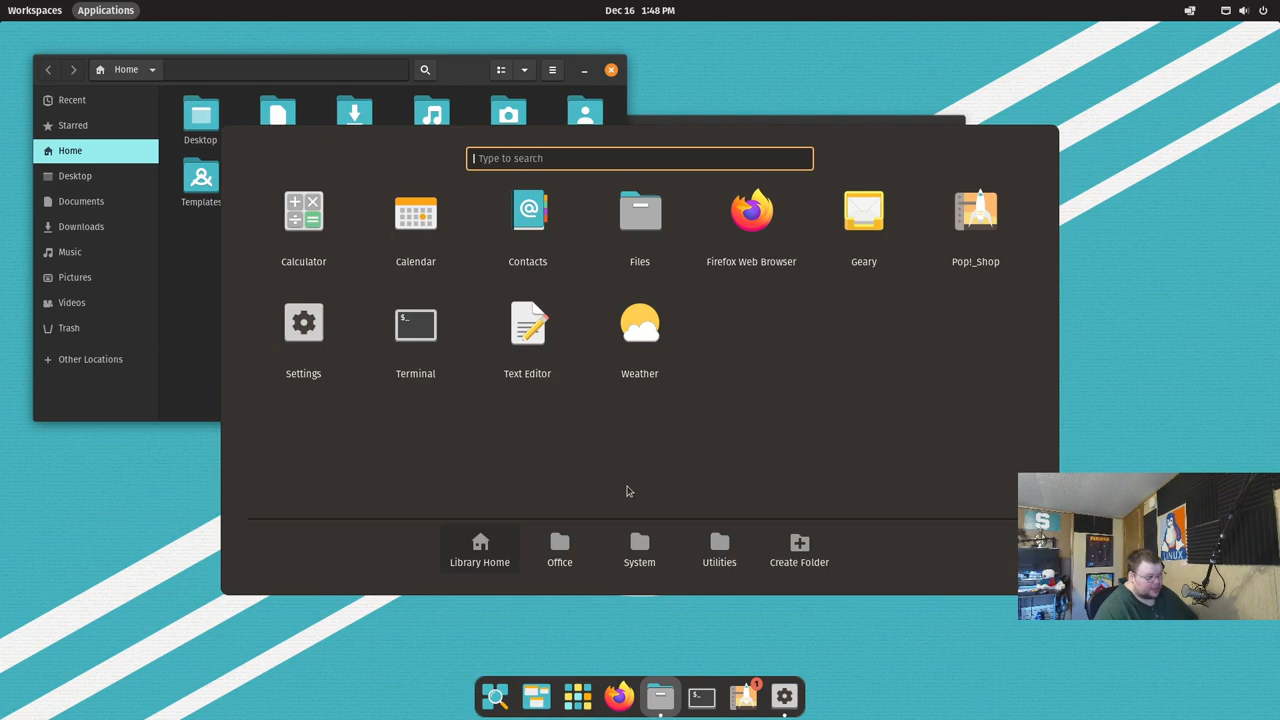 Workspaces
Applications
Dec 16 1:48 PM
Home
Recent
Starred
Home
Desktop
Documents
Downloads
Music
Pictures
Videos
Trash
Other Locations
Desktop
Templates
Type to search
Calculator
Calendar
Contacts
Files
Firefox Web Browser
Geary
Pop!_Shop
$_
Settings
Terminal
Text Editor
Weather
Library Home
Office
System
Utilities
Create Folder
S
LINUX
$_
1